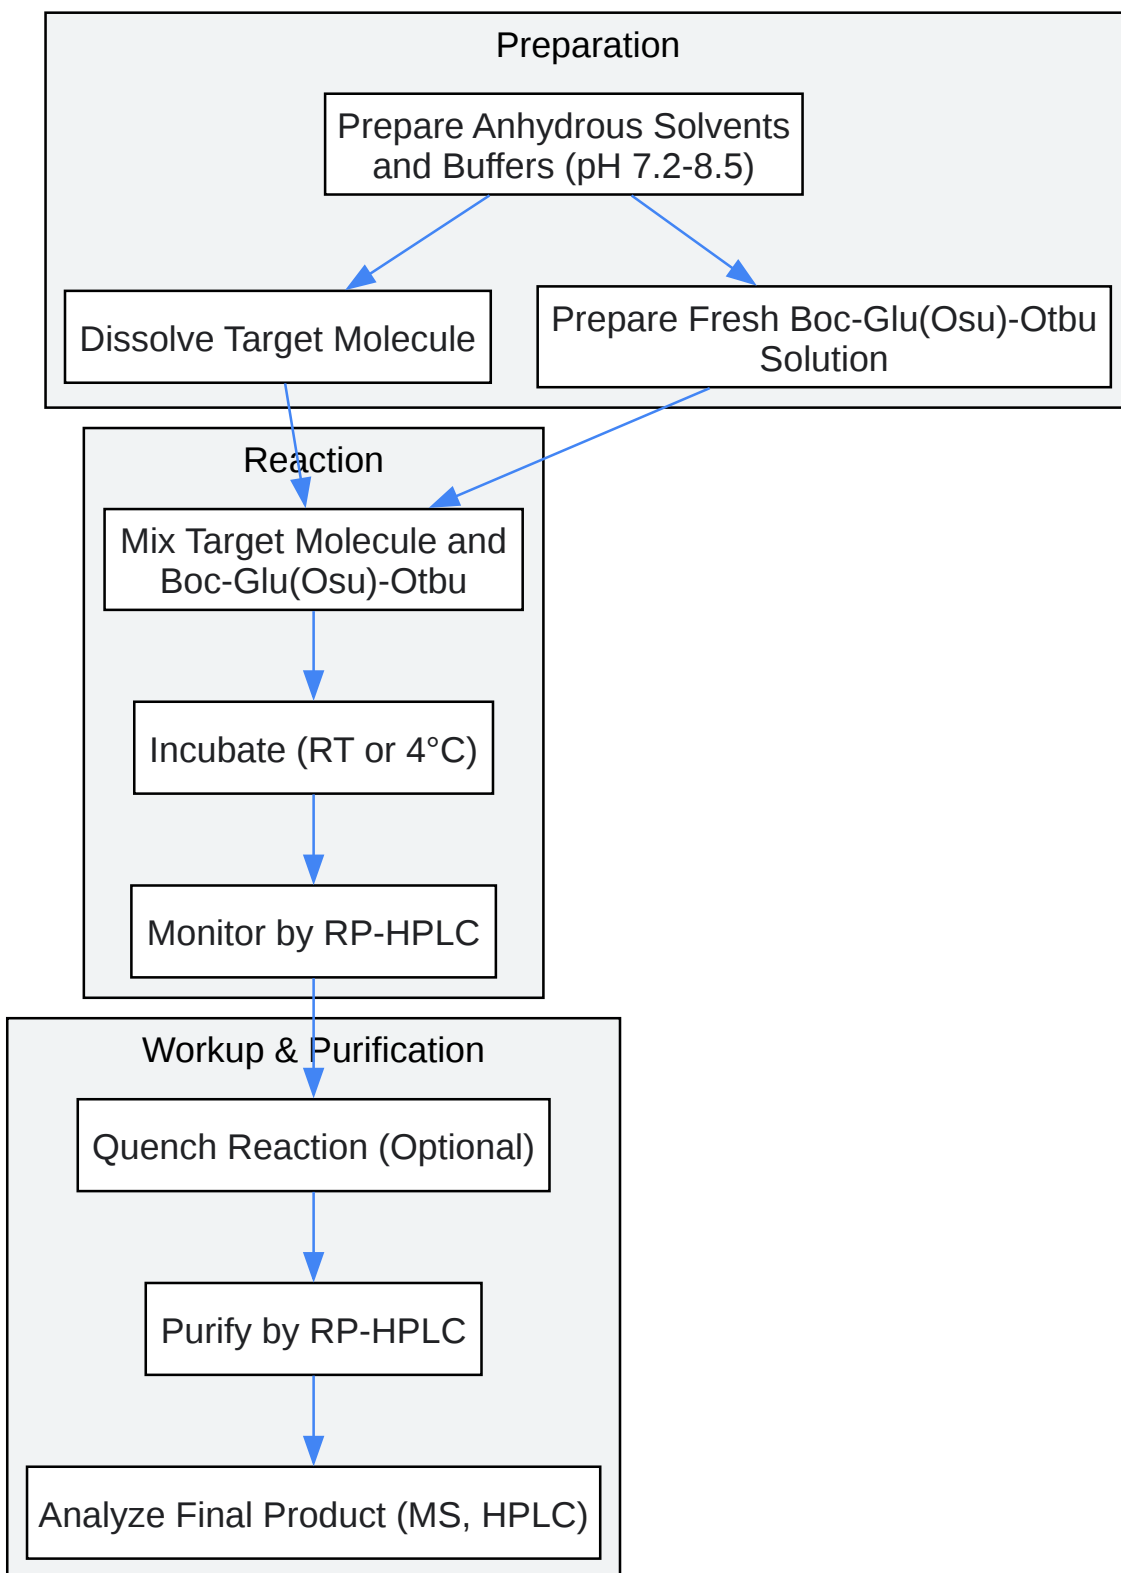 Preparation
Prepare Anhydrous Solvents
and Buffers (pH 7.2-8.5)
Dissolve Target Molecule
Prepare Fresh Boc-Glu(Osu)-Otbu
Solution
Reaction
Mix Target Molecule and
Boc-Glu(Osu)-Otbu
Incubate (RT or 4°C)
Monitor by RP-HPLC
Workup & Purification
Quench Reaction (Optional)
Purify by RP-HPLC
Analyze Final Product (MS, HPLC)